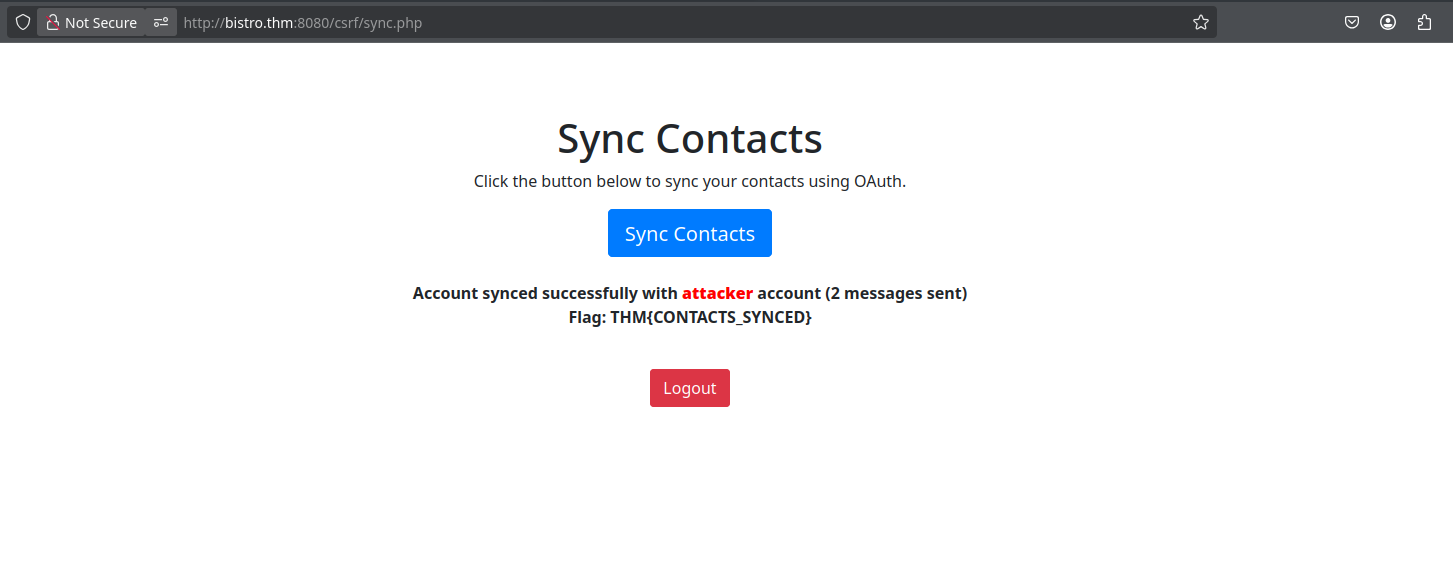 Not Secure
http://bistro.thm:8080/csrf/sync.php
Sync Contacts
Click the button below to sync your contacts using OAuth.
Sync Contacts
Account synced successfully with attacker account (2 messages sent)
Flag: THM{CONTACTS_SYNCED}
Logout